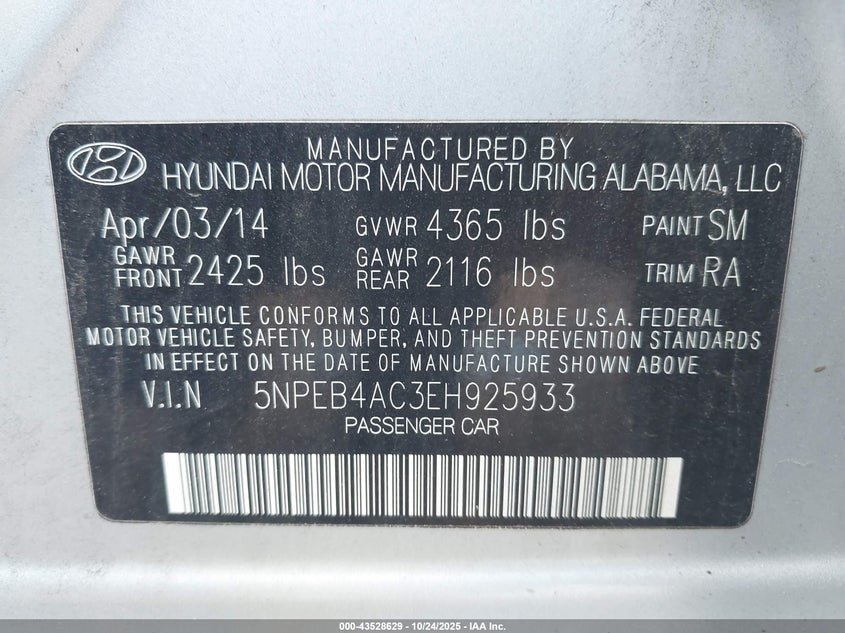 MANUFACTURED BY
HYUNDAI MOTOR MANUFACTURING ALABAMA, LLC
Apr/03/14 GVWR 4365 lbs PAINT SM
GAWR FRONT 2425 lbs GAWR REAR 2116 lbs TRIM RA
THIS VEHICLE CONFORMS TO ALL APPLICABLE U.S.A. FEDERAL
MOTOR VEHICLE SAFETY, BUMPER, AND THEFT PREVENTION STANDARDS
IN EFFECT ON THE DATE OF MANUFACTURE SHOWN ABOVE
V.I.N 5NPEB4AC3EH925933
PASSENGER CAR
000-43528629 - 10/24/2025 - IAA Inc.